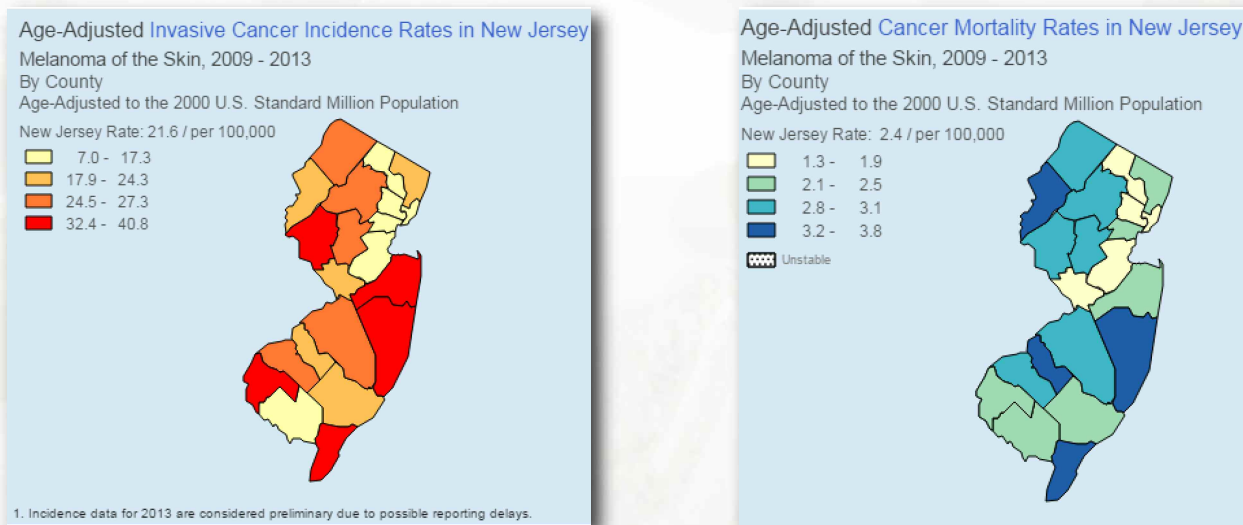 Age-Adjusted Invasive Cancer Incidence Rates in New Jersey
Melanoma of the Skin, 2009 - 2013
By County
Age-Adjusted to the 2000 U.S. Standard Million Population
New Jersey Rate: 21.6 / per 100,000
7.0 - 17.3
17.9 - 24.3
24.5 - 27.3
32.4 - 40.8
1. Incidence data for 2013 are considered preliminary due to possible reporting delays.
Age-Adjusted Cancer Mortality Rates in New Jersey
Melanoma of the Skin, 2009 - 2013
By County
Age-Adjusted to the 2000 U.S. Standard Million Population
New Jersey Rate: 2.4 / per 100,000
1.3 - 1.9
2.1 - 2.5
2.8 - 3.1
3.2 - 3.8
Unstable